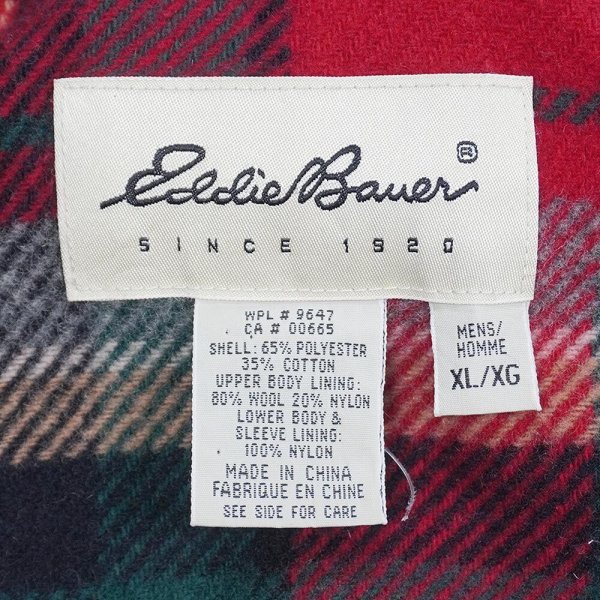 Eddie Bauer ®
SINCE 1920
WPL # 9647
CA # 00665
SHELL: 65% POLYESTER
35% COTTON
UPPER BODY LINING:
80% WOOL 20% NYLON
LOWER BODY &
SLEEVE LINING:
100% NYLON
MADE IN CHINA
FABRIQUE EN CHINE
SEE SIDE FOR CARE
MENS/
HOMME
XL/XG